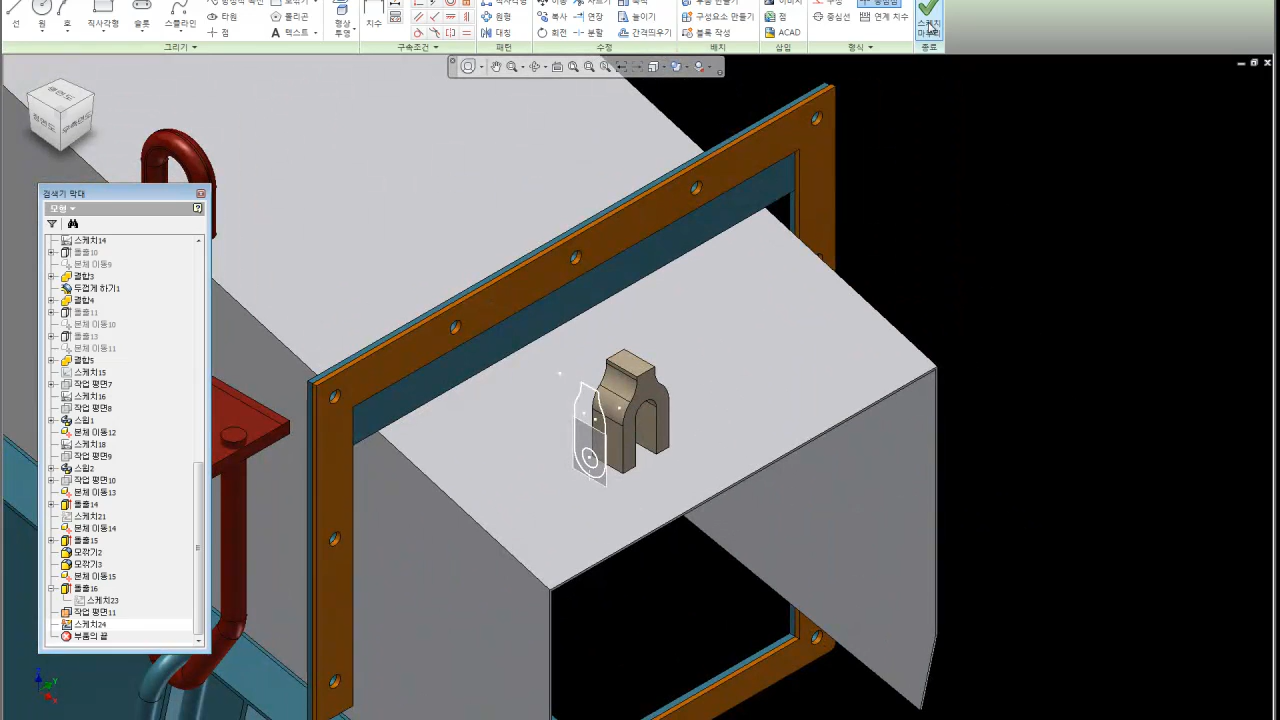 선
원
호
직사각형
슬롯
스플라인
타원
점
폴리곤
텍스트
형상
투영
치수
원형
대칭
복사
회전
연장
분할
늘이기
간격띄우기
구성요소 만들기
블록 작성
점
ACAD
중심선
연계 치수
스케치
마무리
그리기
구속조건
패턴
수정
배치
삽입
형식
종료
평면도
검색기 막대
모형
스케치14
돌출10
본체 이동9
결합3
두껍게 하기1
결합4
돌출11
본체 이동10
돌출13
본체 이동11
결합5
스케치15
작업 평면7
스케치16
작업 평면8
스윕1
본체 이동12
스케치18
작업 평면9
스윕2
작업 평면10
본체 이동13
돌출14
스케치21
본체 이동14
돌출15
모깎기2
모깎기3
본체 이동15
돌출16
스케치23
작업 평면11
스케치24
부품의 끝